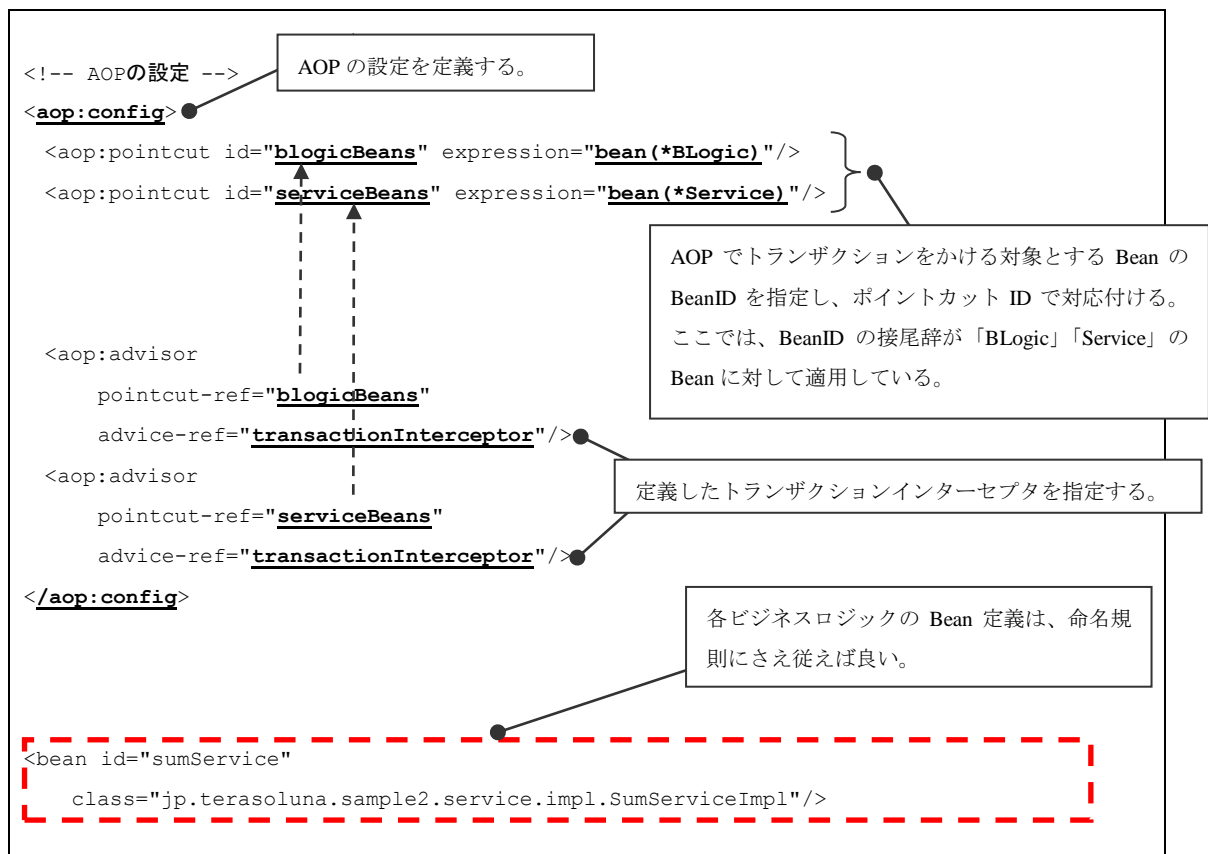 <!-- AOPの設定 -->
AOP の設定を定義する。
<aop:config>
<aop:pointcut id="blogicBeans" expression="bean(*BLogic)"/>
<aop:pointcut id="serviceBeans" expression="bean(*Service)"/>
AOP でトランザクションをかける対象とする Bean の
BeanID を指定し、ポイントカット ID で対応付ける。
ここでは、BeanID の接尾辞が「BLogic」「Service」の
Bean に対して適用している。
<aop:advisor
pointcut-ref="blogicBeans"
advice-ref="transactionInterceptor"/>
<aop:advisor
定義したトランザクションインターセプタを指定する。
pointcut-ref="serviceBeans"
advice-ref="transactionInterceptor"/>
</aop:config>
各ビジネスロジックの Bean 定義は、命名規
則にさえ従えば良い。
<bean id="sumService"
class="jp.terasoluna.sample2.service.impl.SumServiceImpl"/>